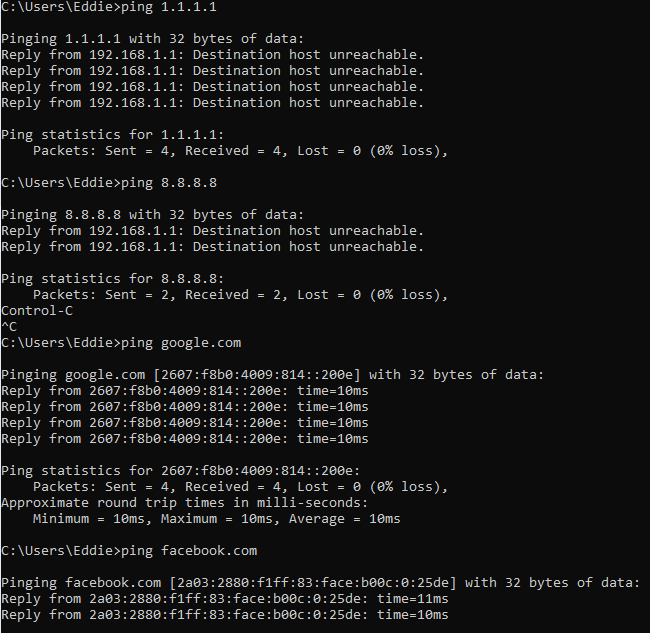 C:\Users\Eddie>ping 1.1.1.1
Pinging 1.1.1.1 with 32 bytes of data:
Reply from 192.168.1.1: Destination host unreachable.
Reply from 192.168.1.1: Destination host unreachable.
Reply from 192.168.1.1: Destination host unreachable.
Reply from 192.168.1.1: Destination host unreachable.
Ping statistics for 1.1.1.1:
    Packets: Sent = 4, Received = 4, Lost = 0 (0% loss),
C:\Users\Eddie>ping 8.8.8.8
Pinging 8.8.8.8 with 32 bytes of data:
Reply from 192.168.1.1: Destination host unreachable.
Reply from 192.168.1.1: Destination host unreachable.
Ping statistics for 8.8.8.8:
    Packets: Sent = 2, Received = 2, Lost = 0 (0% loss),
Control-C
^C
C:\Users\Eddie>ping google.com
Pinging google.com [2607:f8b0:4009:814::200e] with 32 bytes of data:
Reply from 2607:f8b0:4009:814::200e: time=10ms
Reply from 2607:f8b0:4009:814::200e: time=10ms
Reply from 2607:f8b0:4009:814::200e: time=10ms
Reply from 2607:f8b0:4009:814::200e: time=10ms
Ping statistics for 2607:f8b0:4009:814::200e:
    Packets: Sent = 4, Received = 4, Lost = 0 (0% loss),
Approximate round trip times in milli-seconds:
    Minimum = 10ms, Maximum = 10ms, Average = 10ms
C:\Users\Eddie>ping facebook.com
Pinging facebook.com [2a03:2880:f1ff:83:face:b00c:0:25de] with 32 bytes of data:
Reply from 2a03:2880:f1ff:83:face:b00c:0:25de: time=11ms
Reply from 2a03:2880:f1ff:83:face:b00c:0:25de: time=10ms